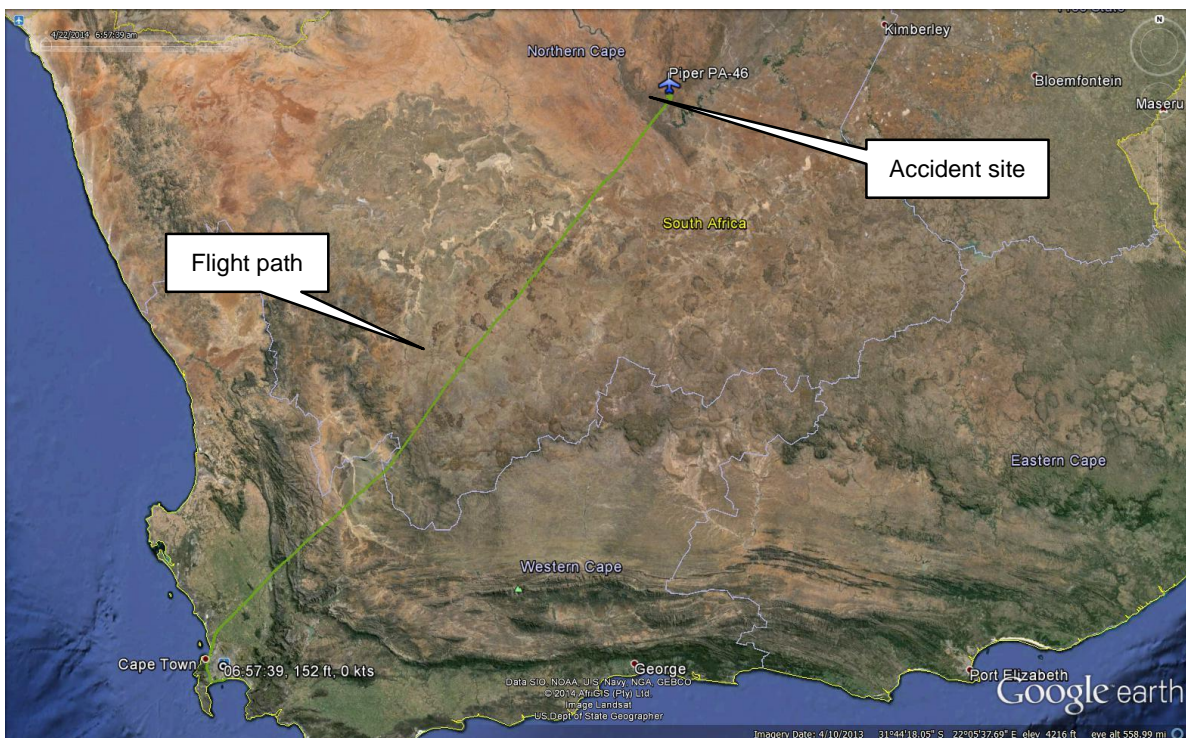 Free State
N
4/22/2014 6:57:39 am
Kimberley
Northern Cape
Piper PA-46
Bloemfontein
Maseru
Accident site
South Africa
Flight path
Eastern Cape
Western Cape
Cape Town
06:57:39, 152 ft, 0 kts
George
Port Elizabeth
Data SIO, NOAA, U.S. Navy, NGA, GEBCO
© 2014 AfriGIS (Pty) Ltd.
Image Landsat
US Dept of State Geographer
Google earth
Imagery Date: 4/10/2013 31°44'18.05" S 22°05'37.69" E elev 4216 ft eye alt 558.99 mi